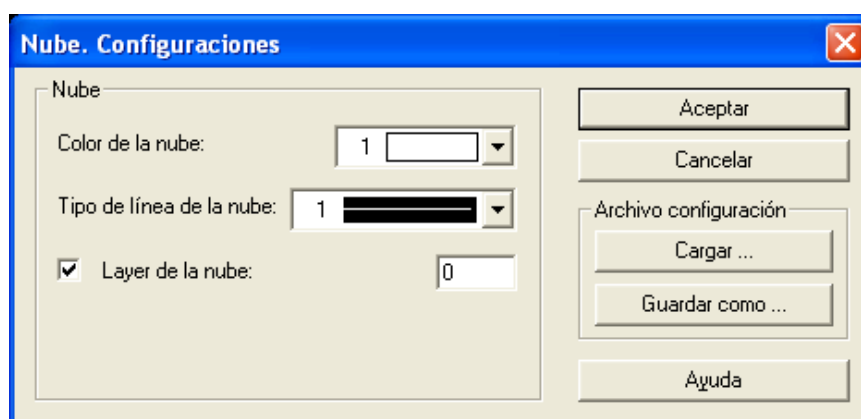 Nube. Configuraciones
Nube
Color de la nube: 1
Tipo de línea de la nube: 1
Layer de la nube: 0
Aceptar
Cancelar
Archivo configuración
Cargar ...
Guardar como ...
Ayuda